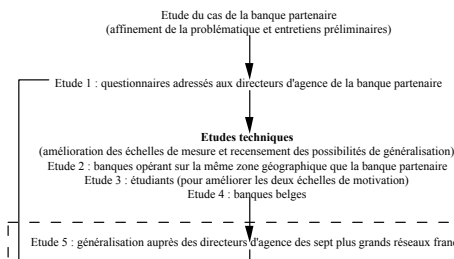 Etude du cas de la banque partenaire
(affinement de la problématique et entretiens préliminaires)
Etude 1 : questionnaires adressés aux directeurs d'agence de la banque partenaire
Etudes techniques
(amélioration des échelles de mesure et recensement des possibilités de généralisation)
Etude 2 : banques opérant sur la même zone géographique que la banque partenaire
Etude 3 : étudiants (pour améliorer les deux échelles de motivation)
Etude 4 : banques belges
Etude 5 : généralisation auprès des directeurs d'agence des sept plus grands réseaux